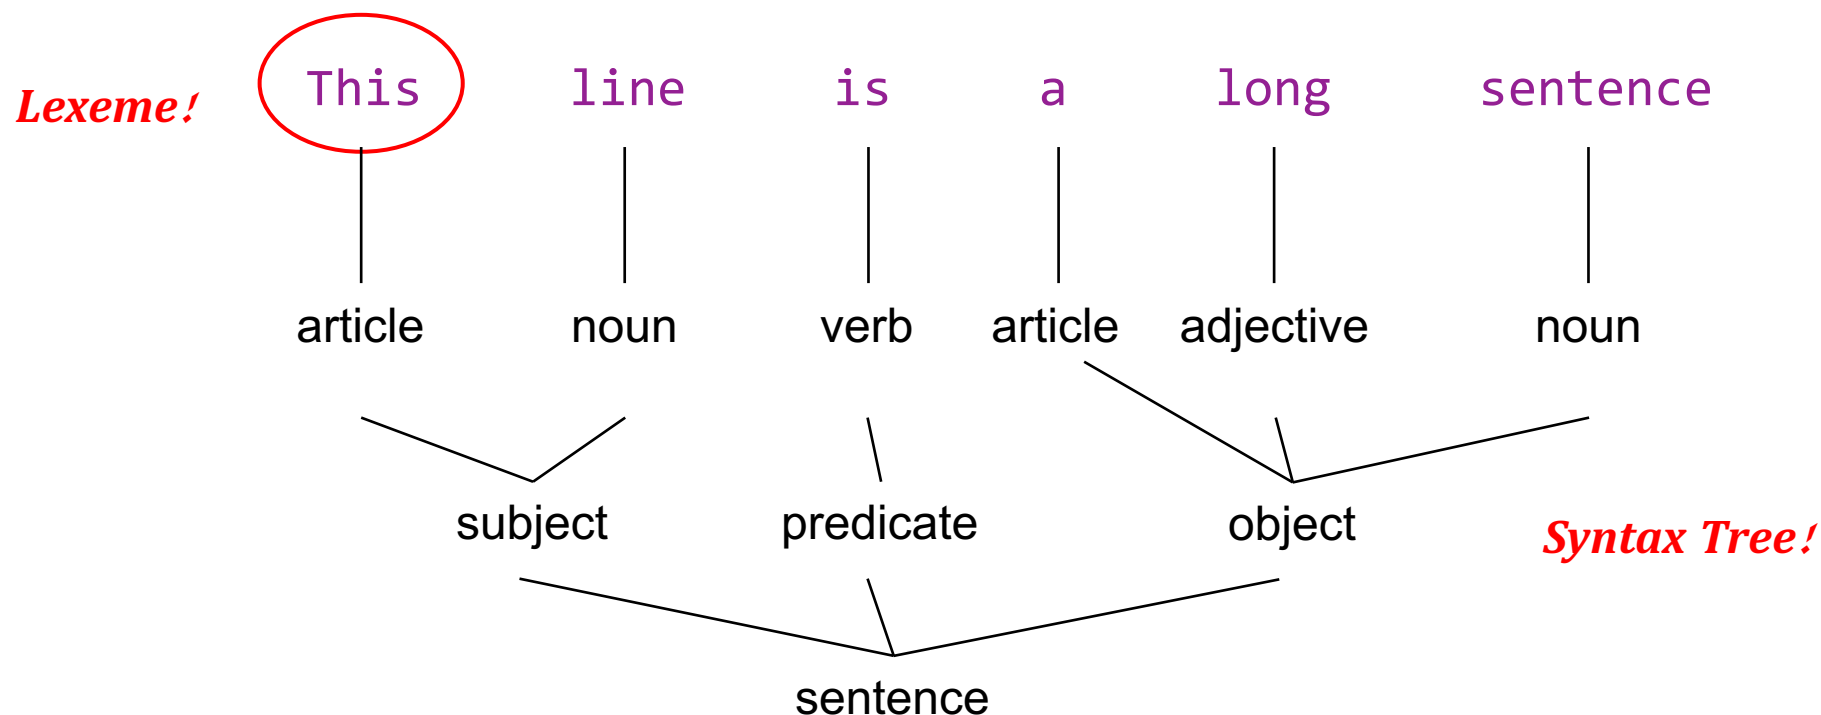 Lexeme! This line is a long sentence
article noun verb article adjective noun
subject predicate object
Syntax Tree!
sentence